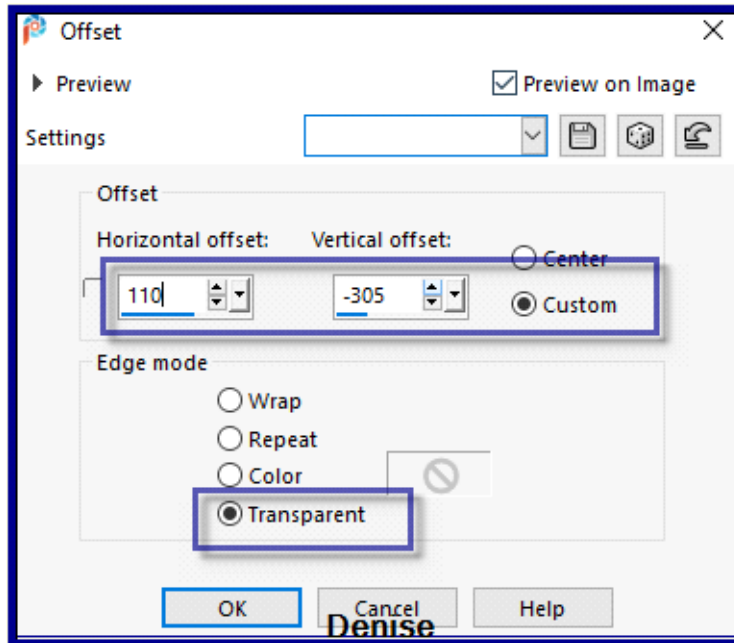 Offset
Preview
Preview on Image
Settings
Offset
Horizontal offset:
Vertical offset:
Center
110
-305
Custom
Edge mode
Wrap
Repeat
Color
Transparent
OK
Cancel
Help
Denise